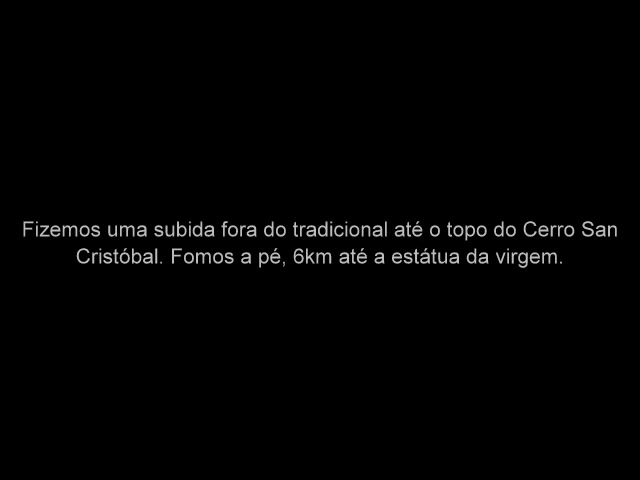 Fizemos uma subida fora do tradicional até o topo do Cerro San
Cristóbal. Fomos a pé, 6km até a estátua da virgem.